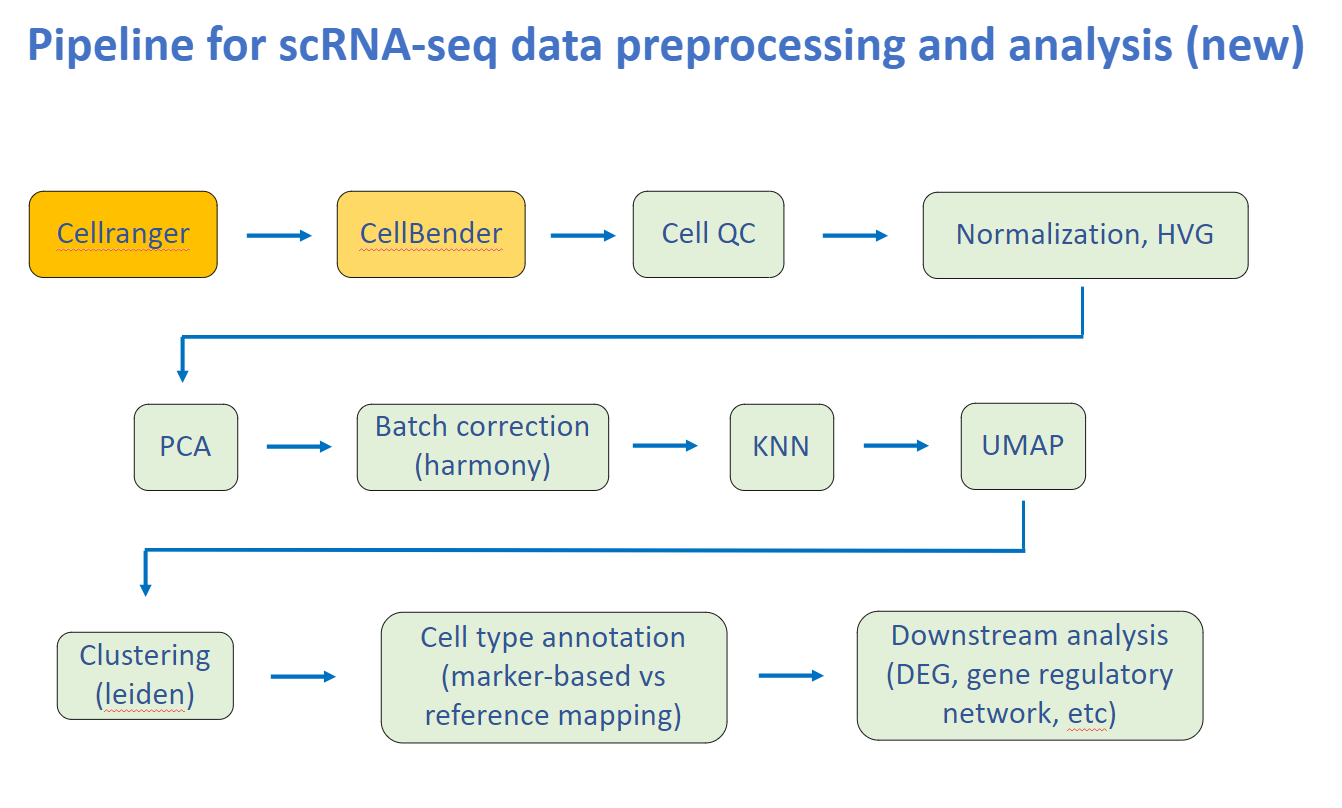 Pipeline for scRNA-seq data preprocessing and analysis (new)
Cellranger
CellBender
Cell QC
Normalization, HVG
PCA
Batch correction
(harmony)
KNN
UMAP
Clustering
(leiden)
Cell type annotation
(marker-based vs
reference mapping)
Downstream analysis
(DEG, gene regulatory
network, etc)